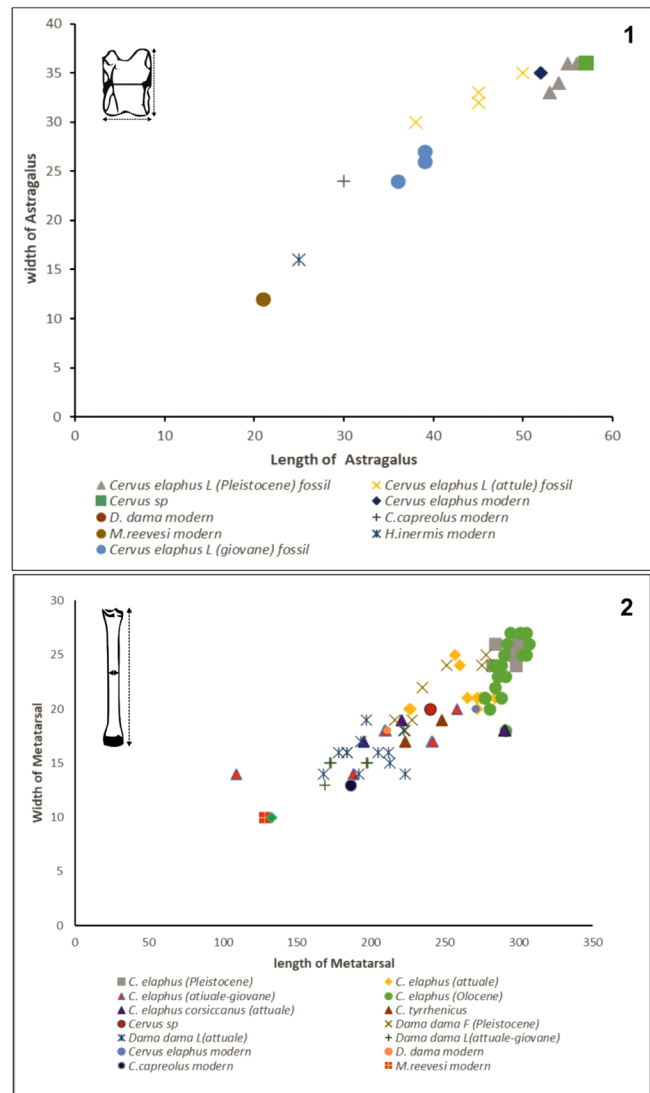 1
40
35
30
25
20
15
10
5
0
width of Astragalus
0 10 20 30 40 50 60
Length of Astragalus
Cervus elaphus L (Pleistocene) fossil Cervus elaphus L (attule) fossil
Cervus sp Cervus elaphus modern
D. dama modern C.capreolus modern
M.reevesi modern H.inermis modern
Cervus elaphus L (giovane) fossil
2
30
25
20
15
10
5
0
Width of Metatarsal
0 50 100 150 200 250 300 350
length of Metatarsal
C. elaphus (Pleistocene) C. elaphus (attuale)
C. elaphus (atiuale-giovane) C. elaphus (Olocene)
C. elaphus corsiccanus (attuale) C. tyrrhenicus
Cervus sp Dama dama F (Pleistocene)
Dama dama L(attuale) Dama dama L(attuale-giovane)
Cervus elaphus modern D. dama modern
C.capreolus modern M.reevesi modern